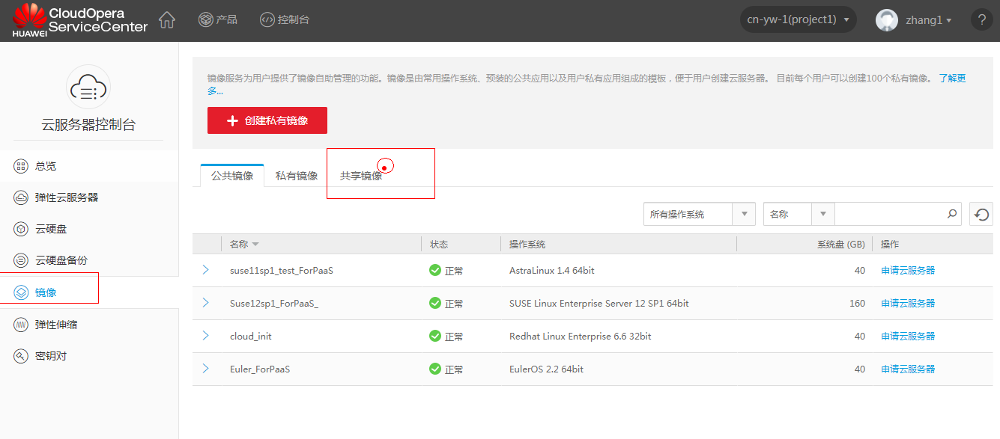 HUAWEI
CloudOpera
ServiceCenter
产品
控制台
cn-yw-1(project1)
zhang1
?
云服务器控制台
总览
弹性云服务器
云硬盘
云硬盘备份
镜像
弹性伸缩
密钥对
镜像服务为用户提供了镜像自助管理的功能。镜像是由常用操作系统、预装的公共应用以及用户私有应用组成的模板，便于用户创建云服务器。 目前每个用户可以创建100个私有镜像。 了解更
多...
创建私有镜像
公共镜像 私有镜像 共享镜像
所有操作系统 名称
名称 状态 操作系统 系统盘 (GB) 操作
suse11sp1_test_ForPaaS 正常 AstraLinux 1.4 64bit 40 申请云服务器
Suse12sp1_ForPaaS_ 正常 SUSE Linux Enterprise Server 12 SP1 64bit 160 申请云服务器
cloud_init 正常 Redhat Linux Enterprise 6.6 32bit 40 申请云服务器
Euler_ForPaaS 正常 EulerOS 2.2 64bit 40 申请云服务器